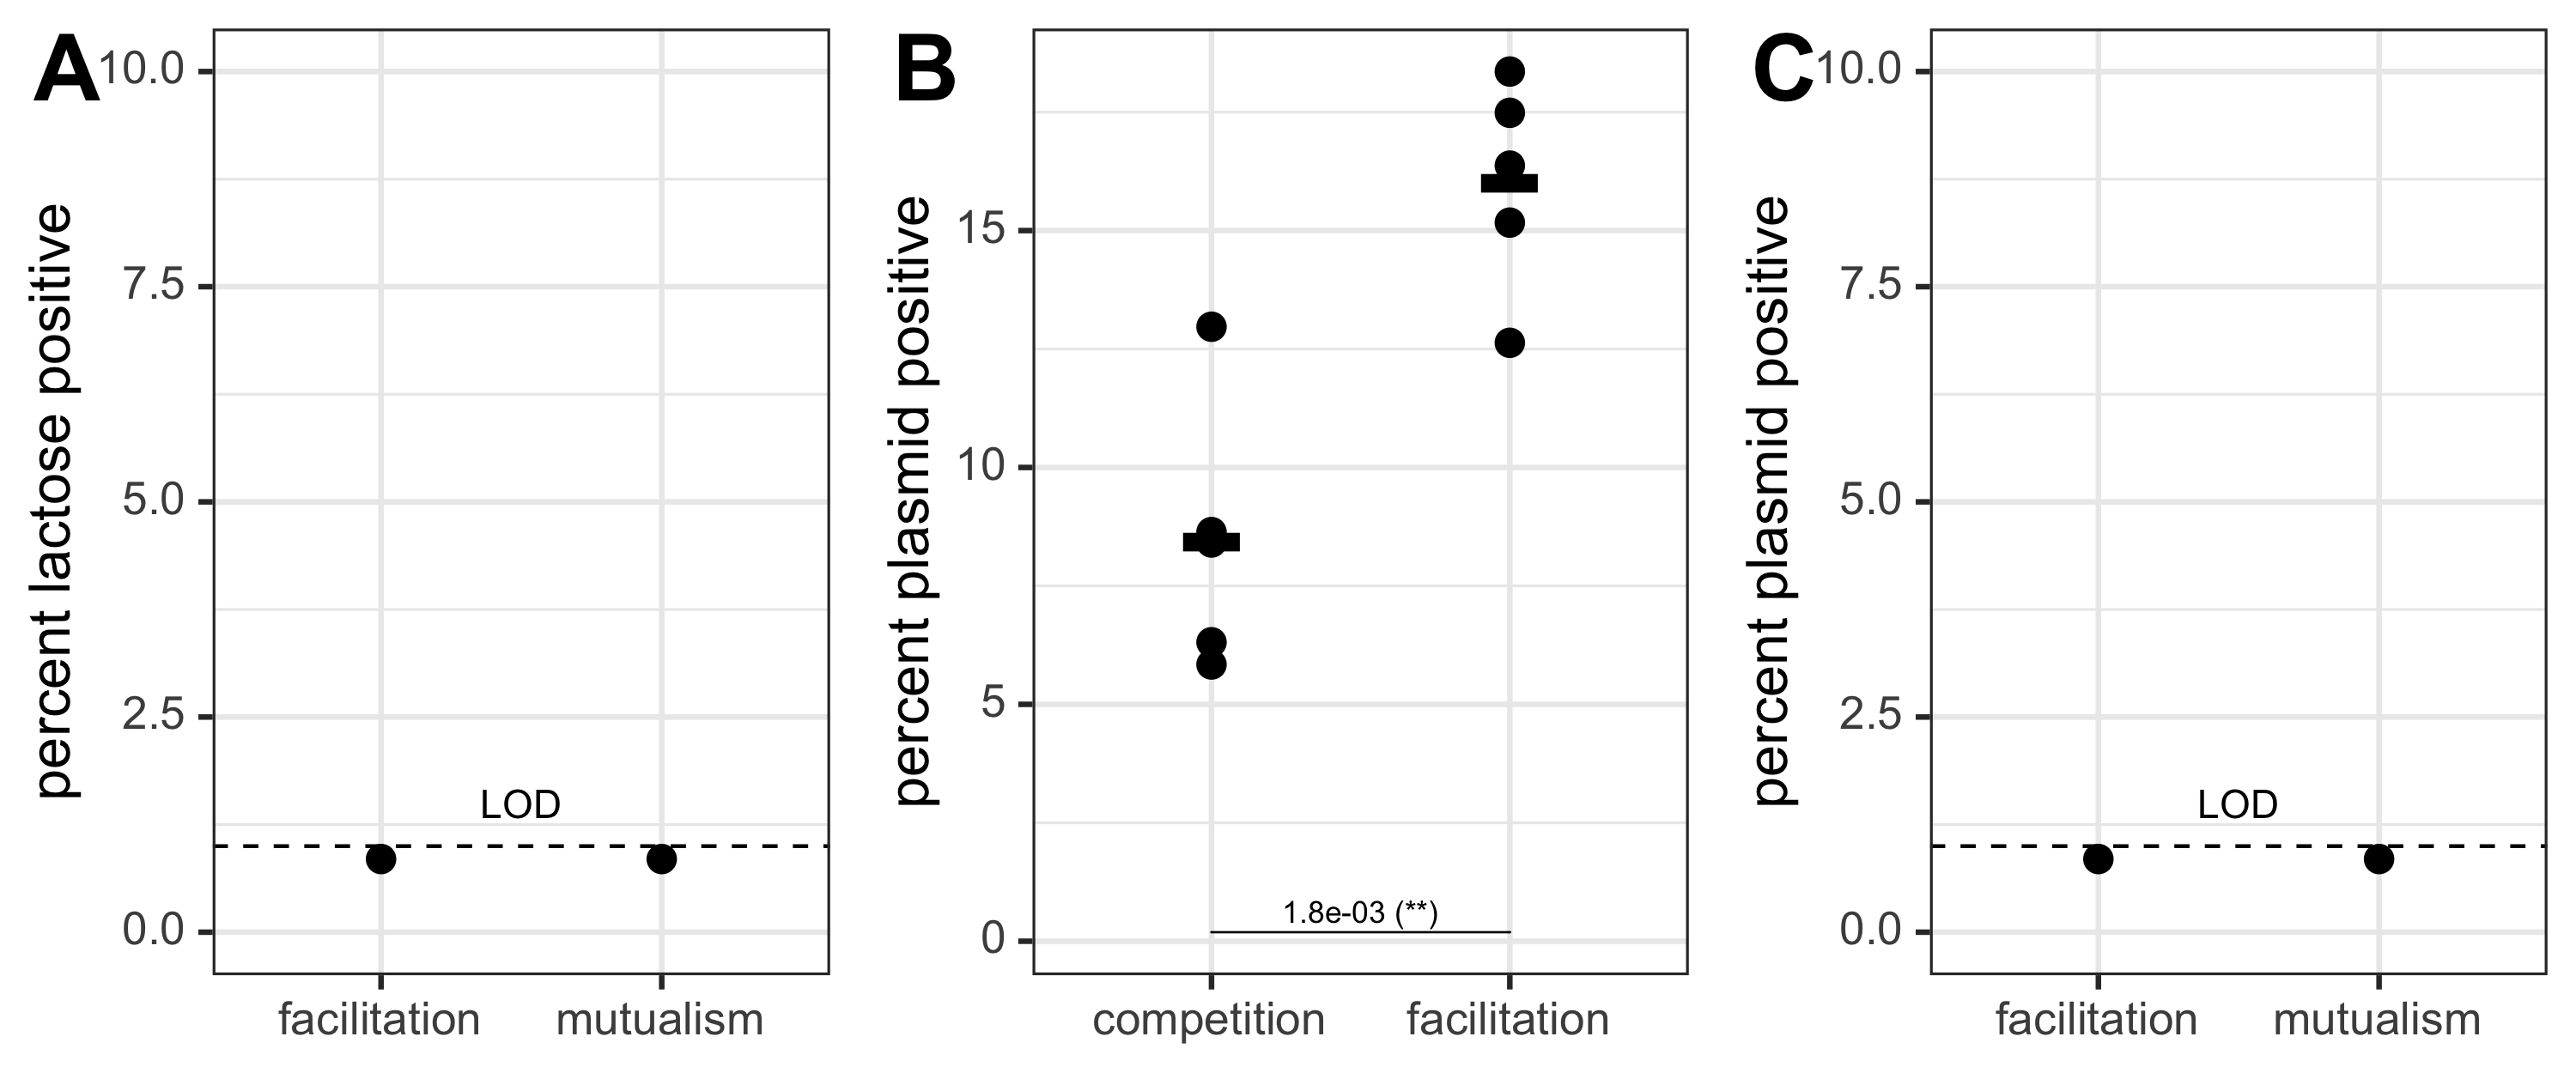 A
percent lactose positive
10.0
7.5
5.0
2.5
0.0
LOD
facilitation
mutualism
B
percent plasmid positive
15
10
5
0
1.8e-03 (**)
competition
facilitation
C
percent plasmid positive
10.0
7.5
5.0
2.5
0.0
LOD
facilitation
mutualism